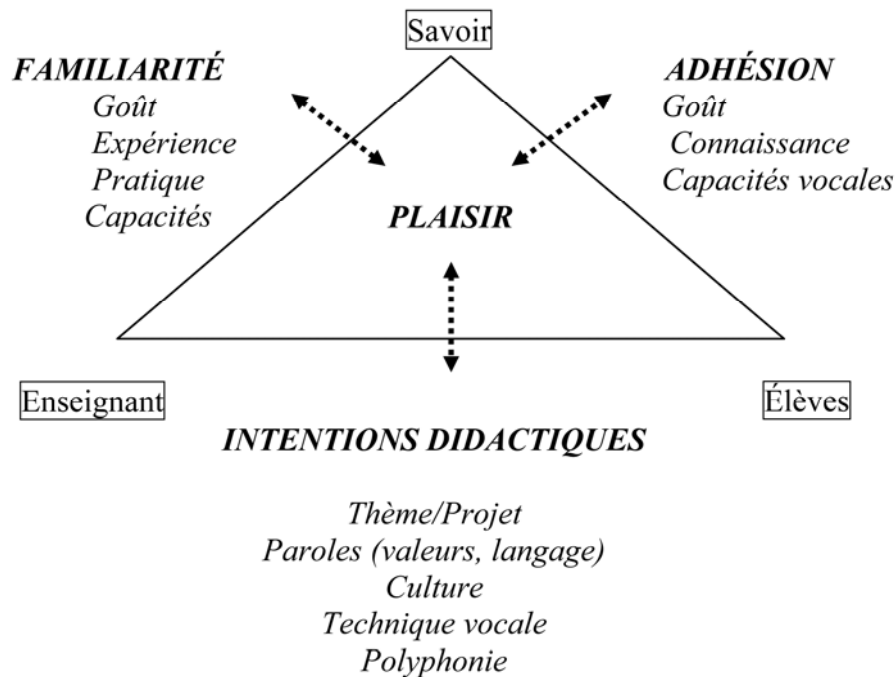 Savoir
FAMILIARITÉ
Goût
Expérience
Pratique
Capacités
ADHÉSION
Goût
Connaissance
Capacités vocales
PLAISIR
Enseignant
Élèves
INTENTIONS DIDACTIQUES
Thème/Projet
Paroles (valeurs, langage)
Culture
Technique vocale
Polyphonie